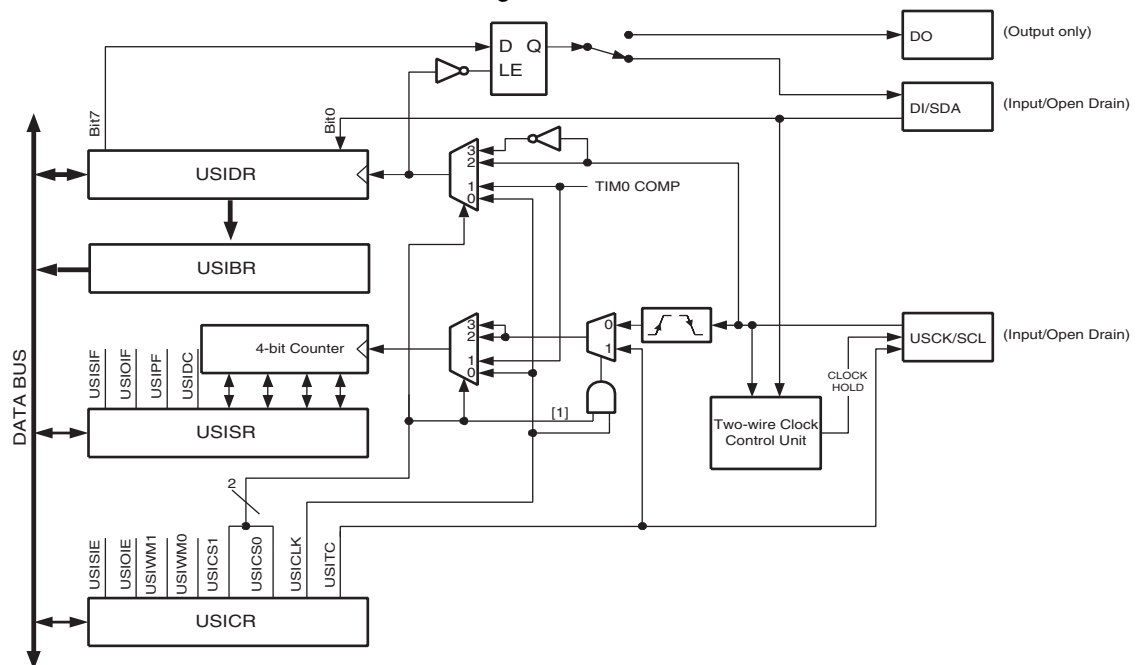 DO (Output only)
D Q
LE
DI/SDA (Input/Open Drain)
Bit7
Bit0
DATA BUS
USIDR
3
2
1
0
TIM0 COMP
USIBR
4-bit Counter
3
2
1
0
0
1
USCK/SCL (Input/Open Drain)
CLOCK
HOLD
USISIF
USIOIF
USIPF
USIDC
[1]
Two-wire Clock
Control Unit
USISR
2
USISIE
USIOIE
USIWM1
USIWM0
USICS1
USICS0
USICLK
USITC
USICR